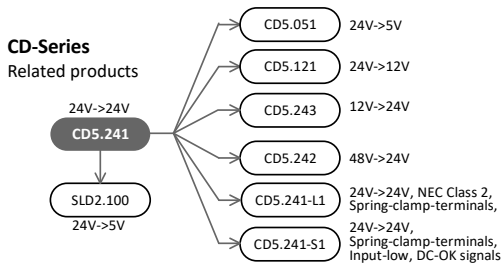 CD-Series
Related products
24V->24V
CD5.241
SLD2.100
24V->5V
CD5.051
24V->5V
CD5.121
24V->12V
CD5.243
12V->24V
CD5.242
48V->24V
CD5.241-L1
24V->24V, NEC Class 2,
Spring-clamp-terminals,
CD5.241-S1
24V->24V,
Spring-clamp-terminals,
Input-low, DC-OK signals